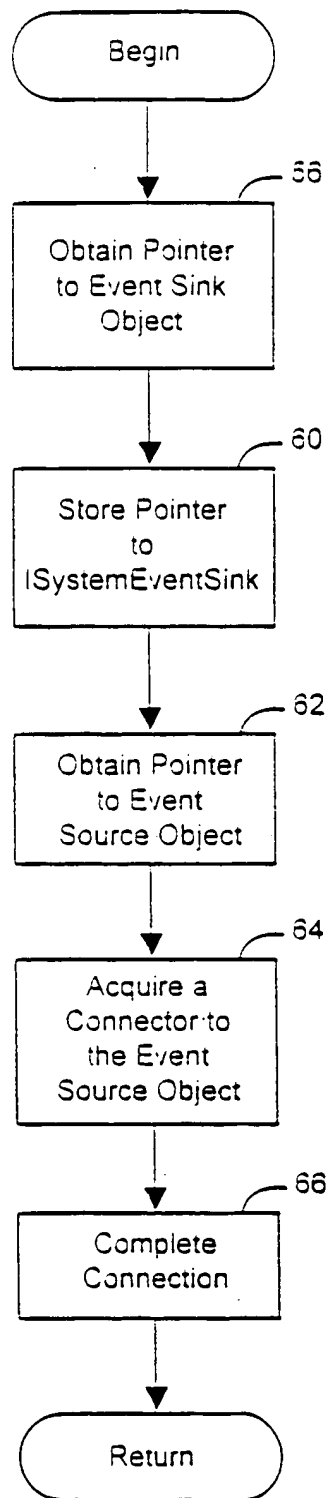 Begin
66
Obtain Pointer
to Event Sink
Object
60
Store Pointer
to
ISystemEventSink
62
Obtain Pointer
to Event
Source Object
64
Acquire a
Connector to
the Event
Source Object
66
Complete
Connection
Return